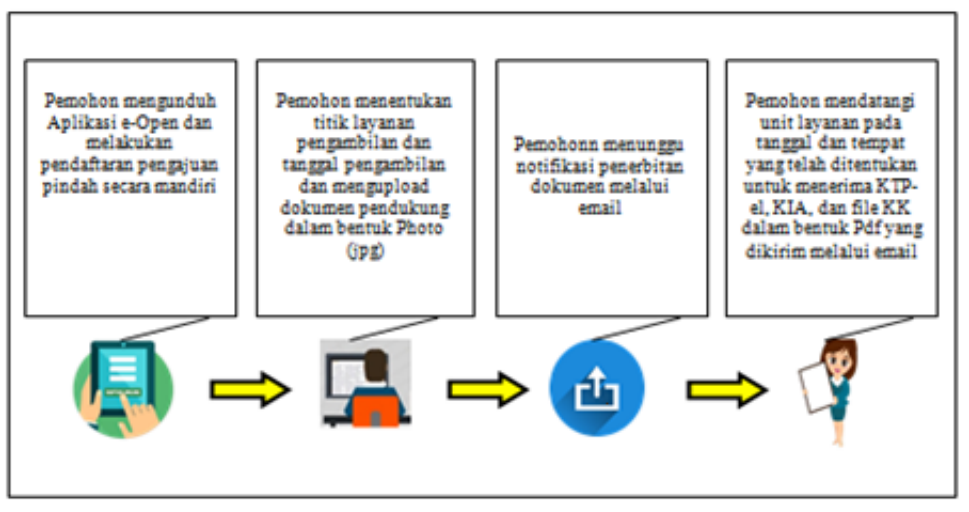 Pemohon mengunduh
Aplikasi e-Open dan
melakukan
pendaftaran pengajuan
pindah secara mandiri
Pemohon menentukan
titik layanan
pengambilan dan
tanggal pengambilan
dan mengupload
dokumen pendukung
dalam bentuk Photo
(jpg)
Pemohonn menunggu
notifikasi penerbitan
dokumen melalui
email
Pemohon mendatangi
unit layanan pada
tanggal dan tempat
yang telah ditentukan
untuk menerima KTP-
el, KIA, dan file KK
dalam bentuk Pdf yang
dikirim melalui email